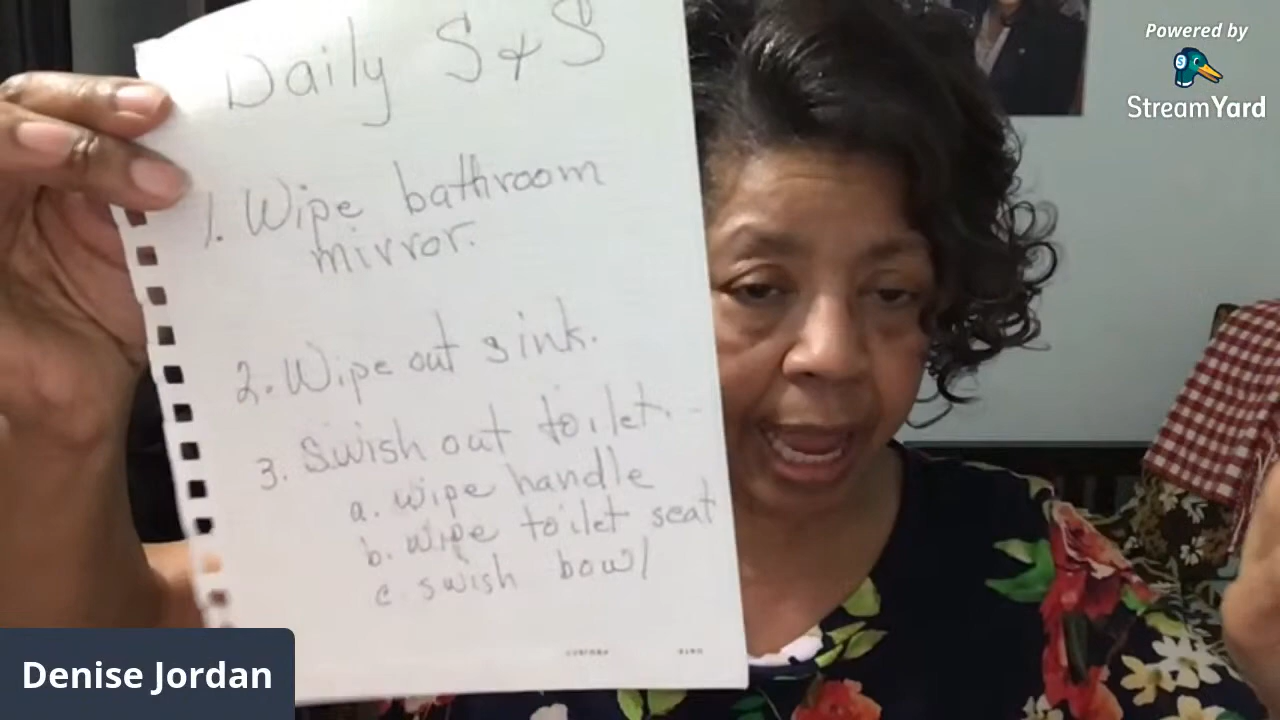 Daily S & S
1. Wipe bathroom
mirror.
2. Wipe out sink.
3. Swish out toilet. -
a. wipe handle
b. wipe toilet seat
c. swish bowl
Powered by
StreamYard
Denise Jordan